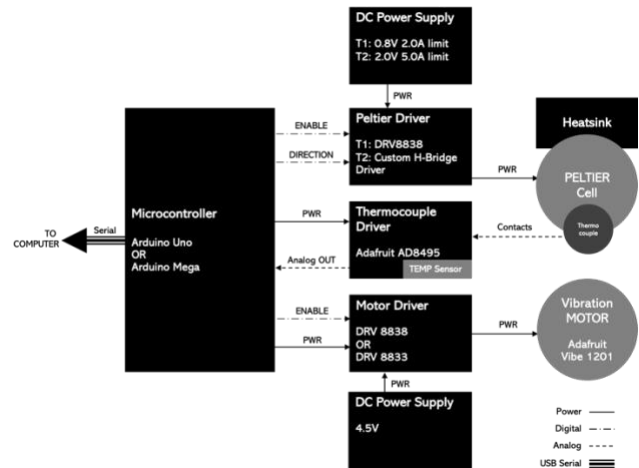 DC Power Supply
T1: 0.8V 2.0A limit
T2: 2.0V 5.0A limit
PWR
ENABLE
DIRECTION
Peltier Driver
T1: DRV8838
T2: Custom H-Bridge
Driver
PWR
Heatsink
PELTIER
Cell
Thermo
couple
TO
COMPUTER
Serial
Microcontroller
Arduino Uno
OR
Arduino Mega
PWR
Analog OUT
Thermocouple
Driver
Adafruit AD8495
TEMP Sensor
Contacts
ENABLE
PWR
Motor Driver
DRV 8838
OR
DRV 8833
PWR
Vibration
MOTOR
Adafruit
Vibe 1201
PWR
DC Power Supply
4.5V
Power
Digital
Analog
USB Serial